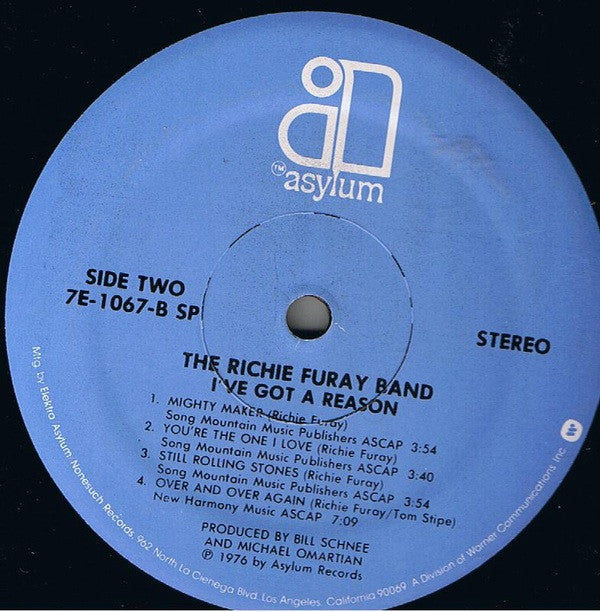 ™ asylum
SIDE TWO
7E-1067-B SP
STEREO
THE RICHIE FURAY BAND
I'VE GOT A REASON
1. MIGHTY MAKER (Richie Furay)
Song Mountain Music Publishers ASCAP 3:54
2. YOU'RE THE ONE I LOVE (Richie Furay)
Song Mountain Music Publishers ASCAP 3:40
3. STILL ROLLING STONES (Richie Furay)
Song Mountain Music Publishers ASCAP 3:54
4. OVER AND OVER AGAIN (Richie Furay/Tom Stipe)
New Harmony Music ASCAP 7:09
PRODUCED BY BILL SCHNEE
AND MICHAEL OMARTIAN
Ⓟ 1976 by Asylum Records
Mfg. by Elektra Asylum Nonesuch Records, 962 North La Cienega Blvd. Los Angeles, California 90069 A Division of Warner Communications Inc